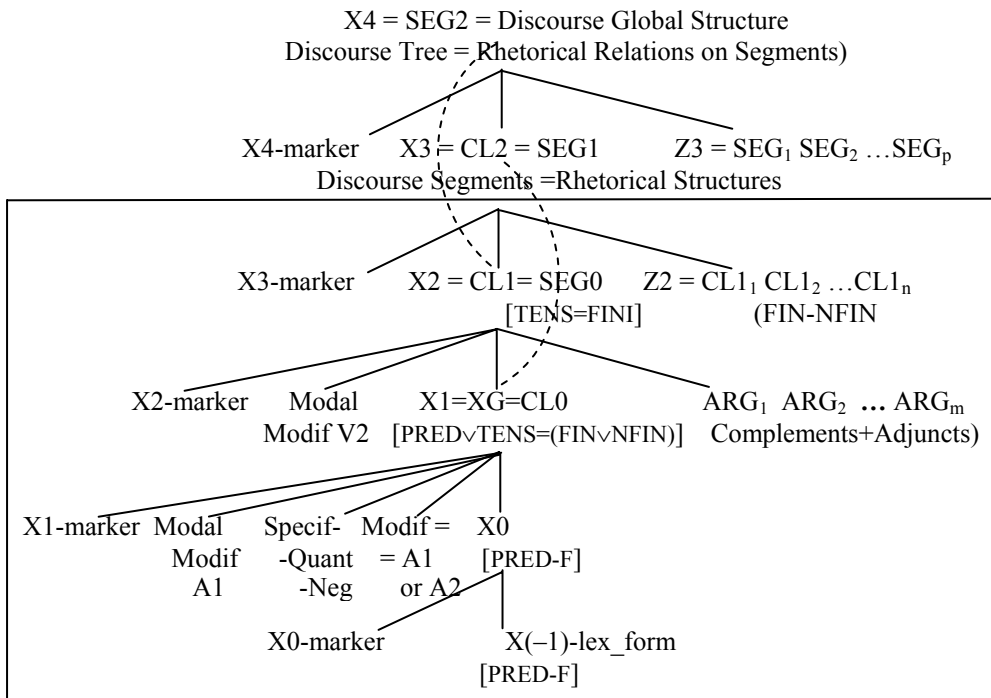 X4 = SEG2 = Discourse Global Structure
Discourse Tree = Rhetorical Relations on Segments)
X4-marker X3 = CL2 = SEG1 Z3 = SEG₁ SEG₂ …SEGₚ
Discourse Segments =Rhetorical Structures
X3-marker X2 = CL1= SEG0 Z2 = CL1₁ CL1₂ …CL1ₙ
[TENS=FINI] (FIN-NFIN
X2-marker Modal X1=XG=CL0 ARG₁ ARG₂ … ARGₘ
Modif V2 [PRED∨TENS=(FIN∨NFIN)] Complements+Adjuncts)
X1-marker Modal Specif- Modif = X0
Modif -Quant = A1 [PRED-F]
A1 -Neg or A2
X0-marker X(–1)-lex_form
[PRED-F]